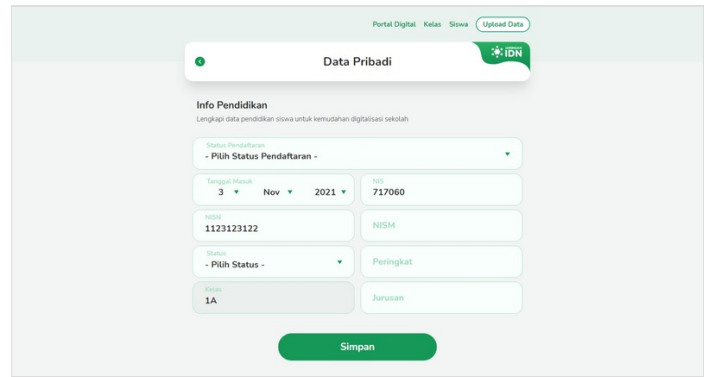 Portal Digital Kelas Siswa Upload Data
Data Pribadi
IDN
Info Pendidikan
Lengkapi data pendidikan siswa untuk kemudahan digitalisasi sekolah
Status Pendaftaran
- Pilih Status Pendaftaran -
Tanggal Masuk
3 Nov 2021
NIS
717060
NISN
1123123122
NISM
Status
- Pilih Status -
Peringkat
Kelas
1A
Jurusan
Simpan